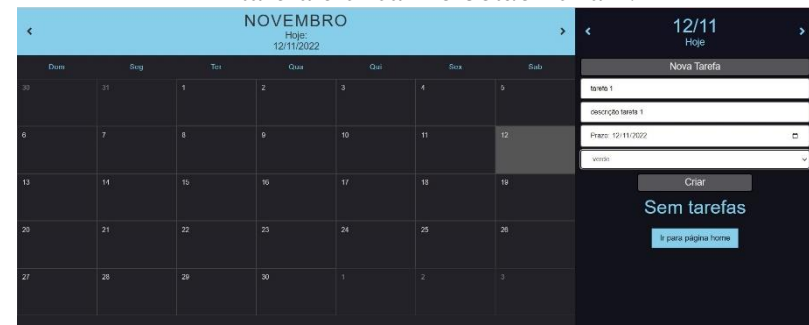 NOVEMBRO
Hoje:
12/11/2022
Dom Seg Ter Qua Qui Sex Sab
30 31 1 2 3 4 5
6 7 8 9 10 11 12
13 14 15 16 17 18 19
20 21 22 23 24 25 26
27 28 29 30 1 2 3
12/11
Hoje
Nova Tarefa
tarefa 1
descrição tarefa 1
Prazo: 12/11/2022
verde
Criar
Sem tarefas
Ir para página home